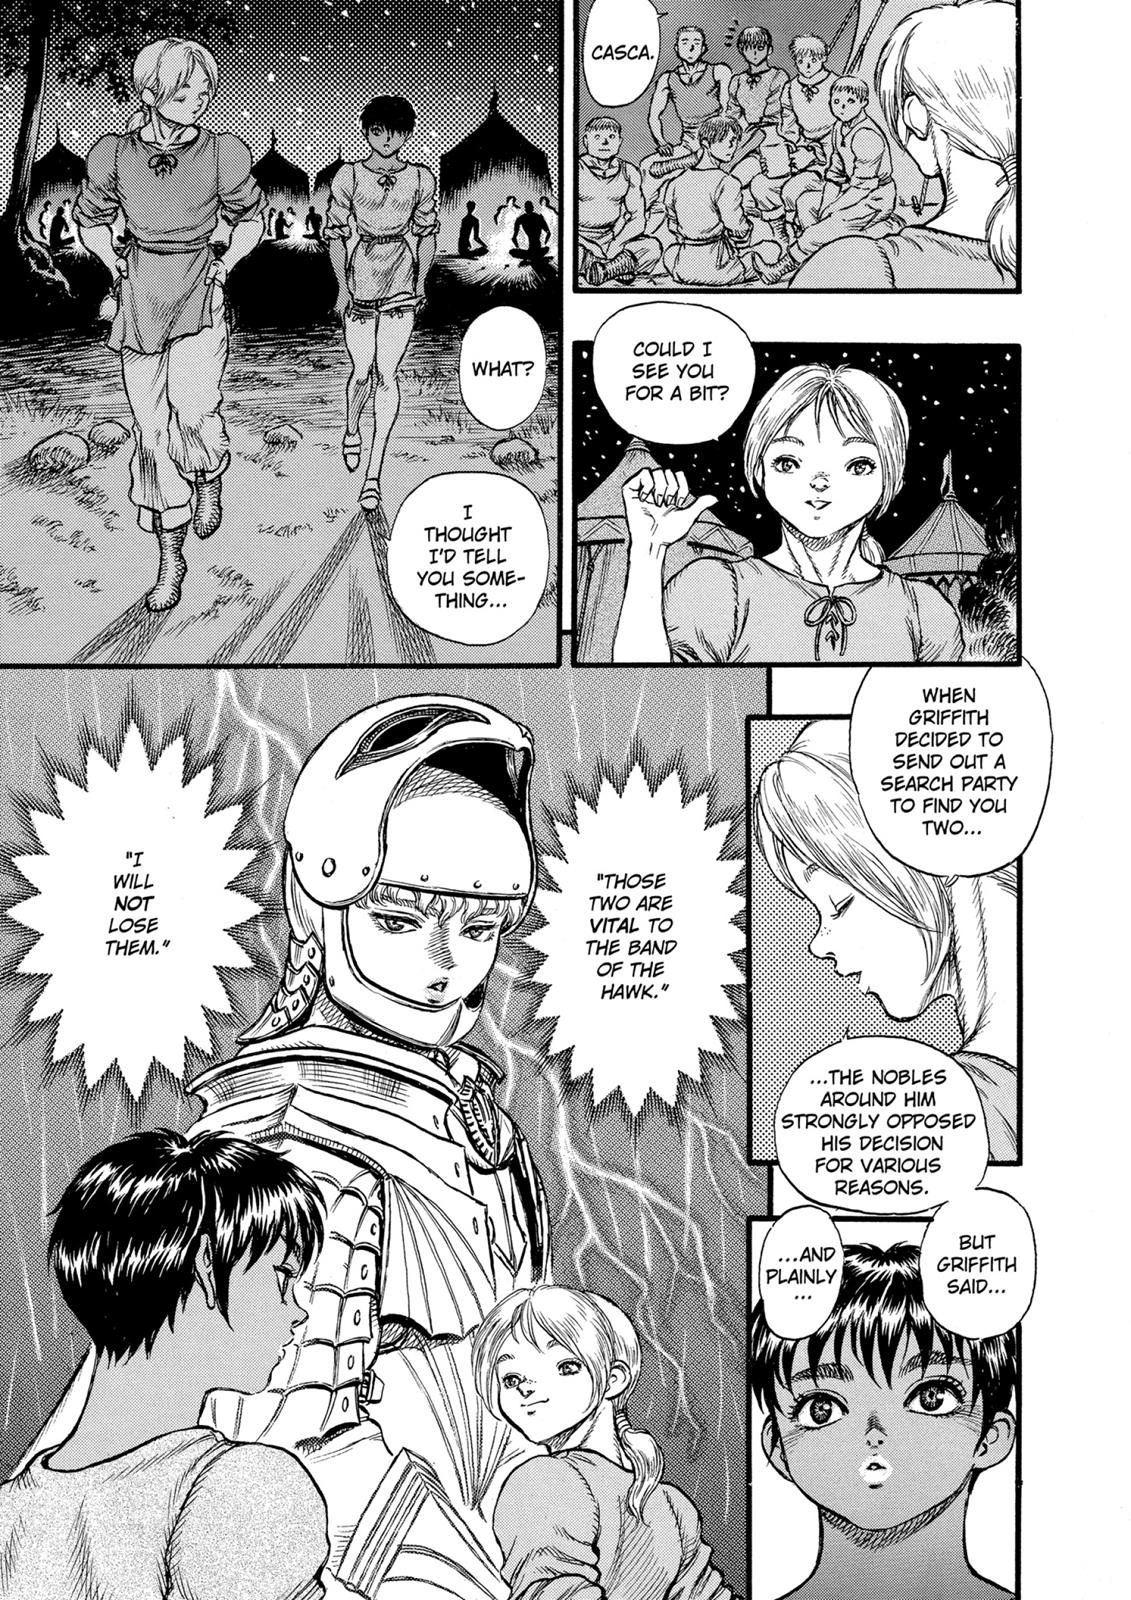 CASCA.
COULD I
SEE YOU
FOR A BIT?
WHAT?
I
THOUGHT
I'D TELL
YOU SOME-
THING...
WHEN
GRIFFITH
DECIDED TO
SEND OUT A
SEARCH PARTY
TO FIND YOU
TWO...
...THE NOBLES
AROUND HIM
STRONGLY OPPOSED
HIS DECISION
FOR VARIOUS
REASONS.
BUT
GRIFFITH
SAID...
...AND
PLAINLY
...
"THOSE
TWO ARE
VITAL TO
THE BAND
OF THE
HAWK."
"I
WILL
NOT
LOSE
THEM."